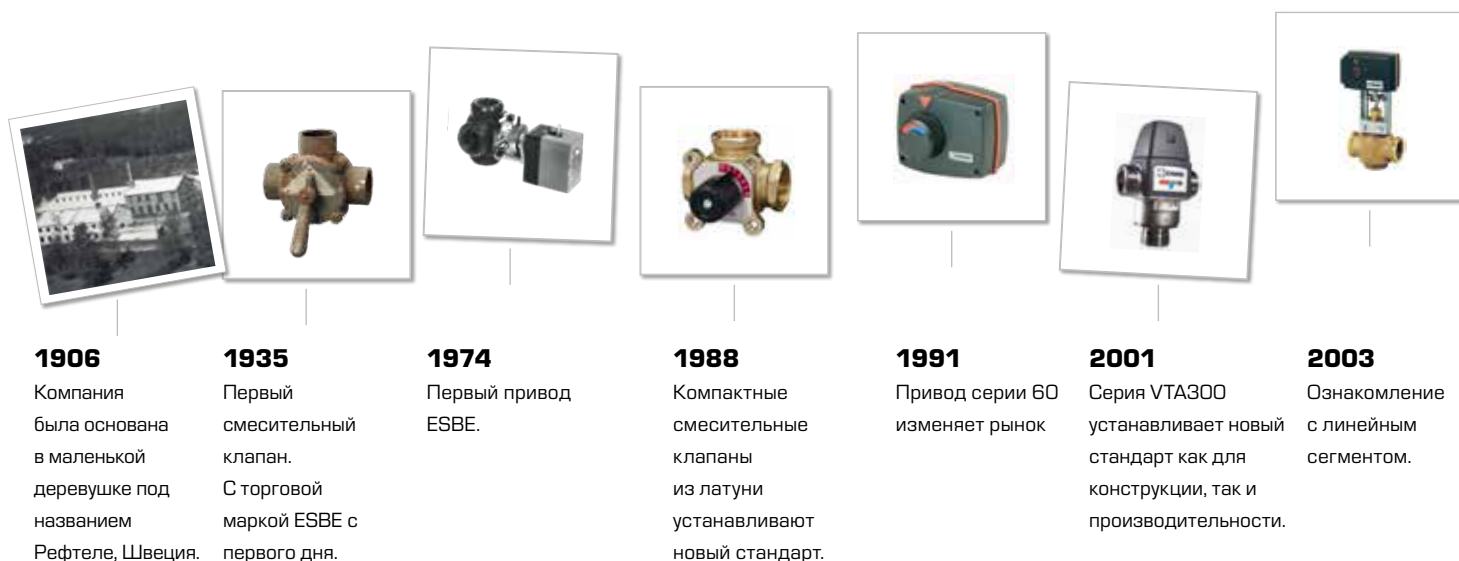 1906
Компания
была основана
в маленькой
деревушке под
названием
Рефтеле, Швеция.
1935
Первый
смесительный
клапан.
С торговой
маркой ESBE с
первого дня.
1974
Первый привод
ESBE.
1988
Компактные
смесительные
клапаны
из латуни
устанавливают
новый стандарт.
1991
Привод серии 60
изменяет рынок
2001
Серия VTA300
устанавливает новый
стандарт как для
конструкции, так и
производительности.
2003
Ознакомление
с линейным
сегментом.